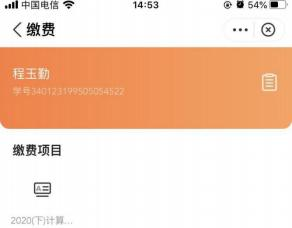 中国电信 14:53 54%
缴费
程玉勤
学号340123199505054522
缴费项目
2020(下)计算...